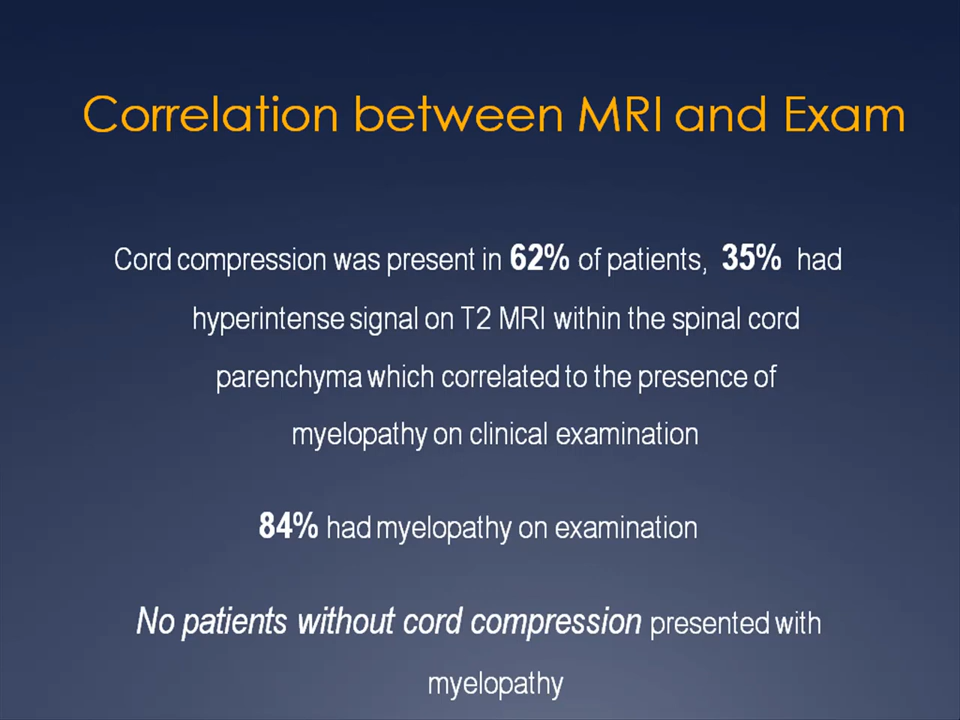 Correlation between MRI and Exam
Cord compression was present in 62% of patients, 35% had
hyperintense signal on T2 MRI within the spinal cord
parenchyma which correlated to the presence of
myelopathy on clinical examination
84% had myelopathy on examination
No patients without cord compression presented with
myelopathy